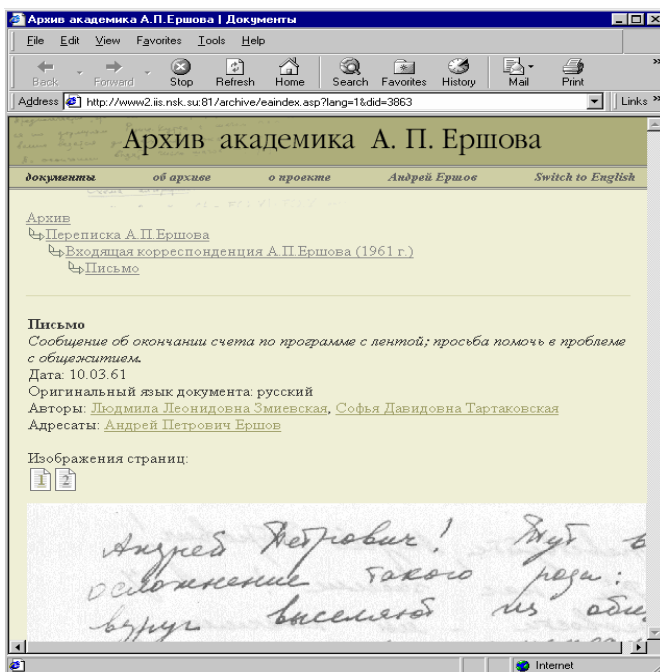 Архив академика А.П.Ершова | Документы
File Edit View Favorites Tools Help
Back Forward Stop Refresh Home Search Favorites History Mail Print
Address http://www2.iis.nsk.su:81/archive/eaindex.asp?lang=1&did=3863 Links
Архив академика А. П. Ершова
документы об архиве о проекте Андрей Ершов Switch to English
Архив
Переписка А.П.Ершова
Входящая корреспонденция А.П.Ершова (1961 г.)
Письмо
Письмо
Сообщение об окончании счета по программе с лентой; просьба помочь в проблеме
с общежитием.
Дата: 10.03.61
Оригинальный язык документа: русский
Авторы: Людмила Леонидовна Змиевская, Софья Давидовна Тартаковская
Адресаты: Андрей Петрович Ершов
Изображения страниц:
1 2
Андрей Петрович! Тут
осложнение такого рода:
вдруг выселяют из
Internet